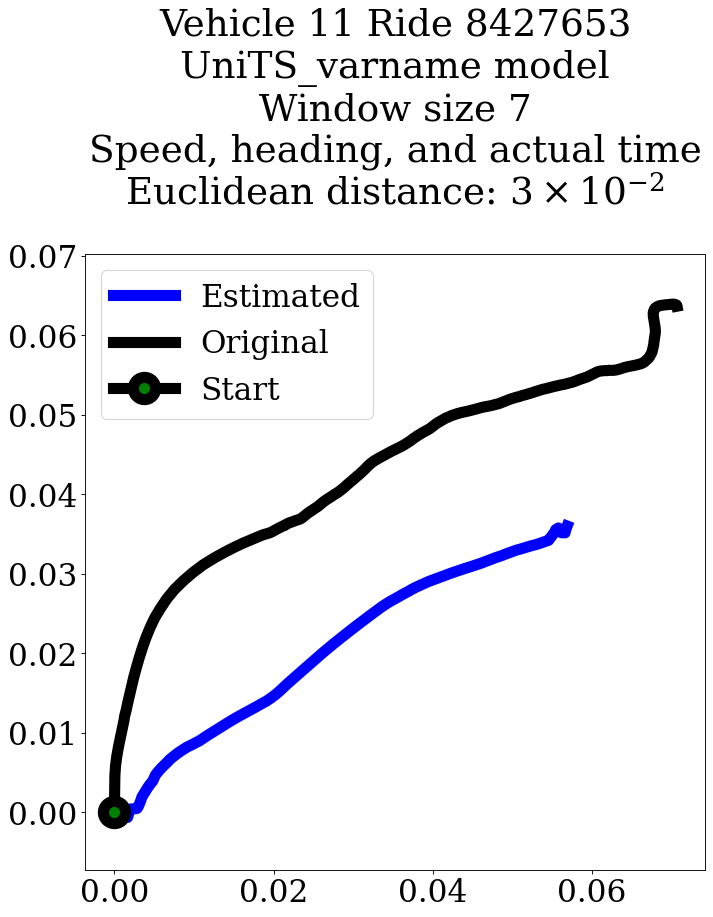 Vehicle 11 Ride 8427653
UniTS_varname model
Window size 7
Speed, heading, and actual time
Euclidean distance: 3 × 10⁻²
Estimated
Original
Start
0.07
0.06
0.05
0.04
0.03
0.02
0.01
0.00
0.00 0.02 0.04 0.06